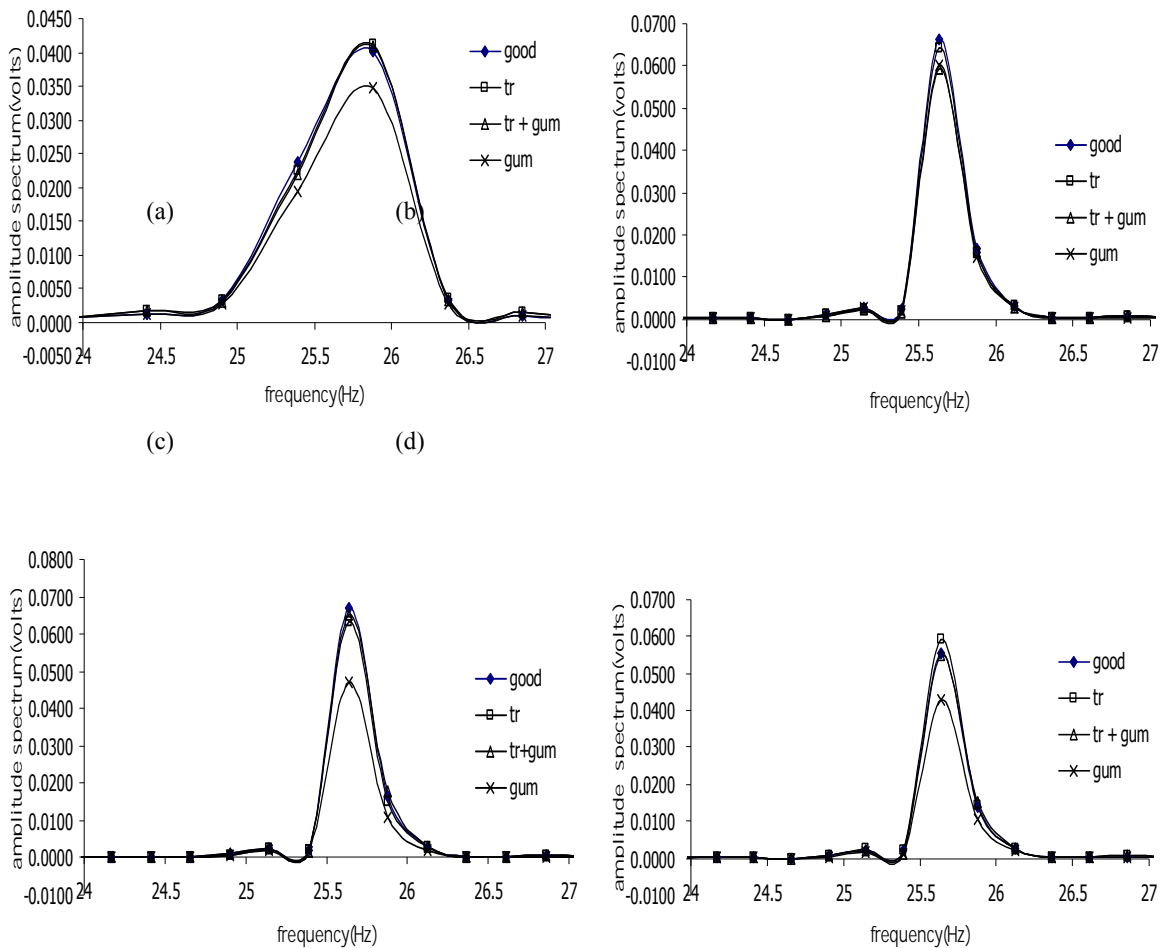 0.0450
0.0400
0.0350
0.0300
0.0250
0.0200
0.0150
0.0100
0.0050
0.0000
-0.0050
amplitude spectrum(volts)
24
25
25.5
26
26.5
27
frequency(Hz)
good
tr
tr + gum
gum
(a)
(b)
0.0700
0.0600
0.0500
0.0400
0.0300
0.0200
0.0100
0.0000
-0.0100
amplitude spectrum(volts)
24
24.5
25
25.5
26
26.5
27
frequency(Hz)
good
tr
tr + gum
gum
(c)
(d)
0.0800
0.0700
0.0600
0.0500
0.0400
0.0300
0.0200
0.0100
0.0000
-0.0100
amplitude spectrum(volts)
24
24.5
25
25.5
26
26.5
27
frequency(Hz)
good
tr
tr+gum
gum
0.0700
0.0600
0.0500
0.0400
0.0300
0.0200
0.0100
0.0000
-0.0100
amplitude spectrum(volts)
24
24.5
25
25.5
26
26.5
27
frequency(Hz)
good
tr
tr + gum
gum